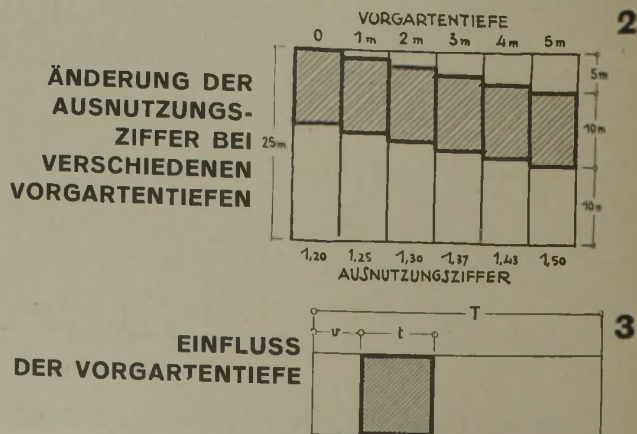 2
VORGARTENTIEFE
0 1m 2m 3m 4m 5m
ÄNDERUNG DER
AUSNUTZUNGS-
ZIFFER BEI
VERSCHIEDENEN
VORGARTENTIEFEN
25m
5m
10m
10m
1,20 1,25 1,30 1,37 1,43 1,50
AUSNUTZUNGSZIFFER
3
T
v t
EINFLUSS
DER VORGARTENTIEFE